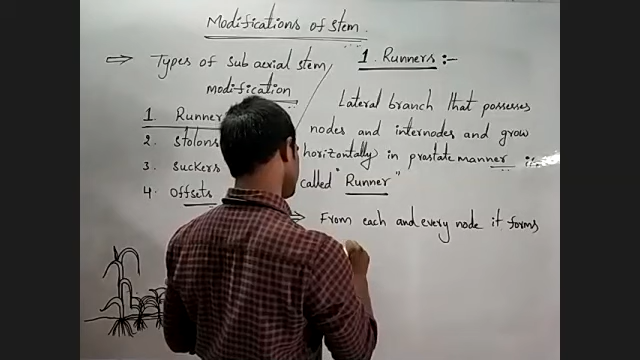 Modifications of stem.
⇒ Types of Sub aerial stem
modification
1. Runner
2. Stolons
3. Suckers
4. Offsets
1. Runners :-
Lateral branch that possesses
nodes and internodes and grow
horizontally in prostate manner is
called "Runner"
⇒ From each and every node it forms